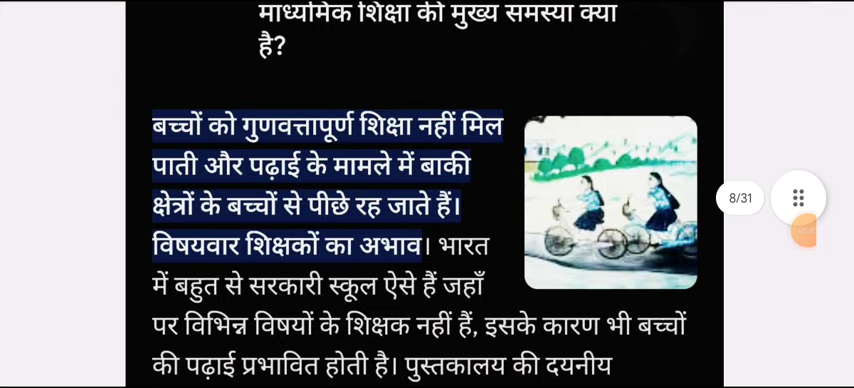 माध्यमिक शिक्षा की मुख्य समस्या क्या
है?
बच्चों को गुणवत्तापूर्ण शिक्षा नहीं मिल
पाती और पढ़ाई के मामले में बाकी
क्षेत्रों के बच्चों से पीछे रह जाते हैं।
विषयवार शिक्षकों का अभाव। भारत
में बहुत से सरकारी स्कूल ऐसे हैं जहाँ
पर विभिन्न विषयों के शिक्षक नहीं हैं, इसके कारण भी बच्चों
की पढ़ाई प्रभावित होती है। पुस्तकालय की दयनीय
8/31